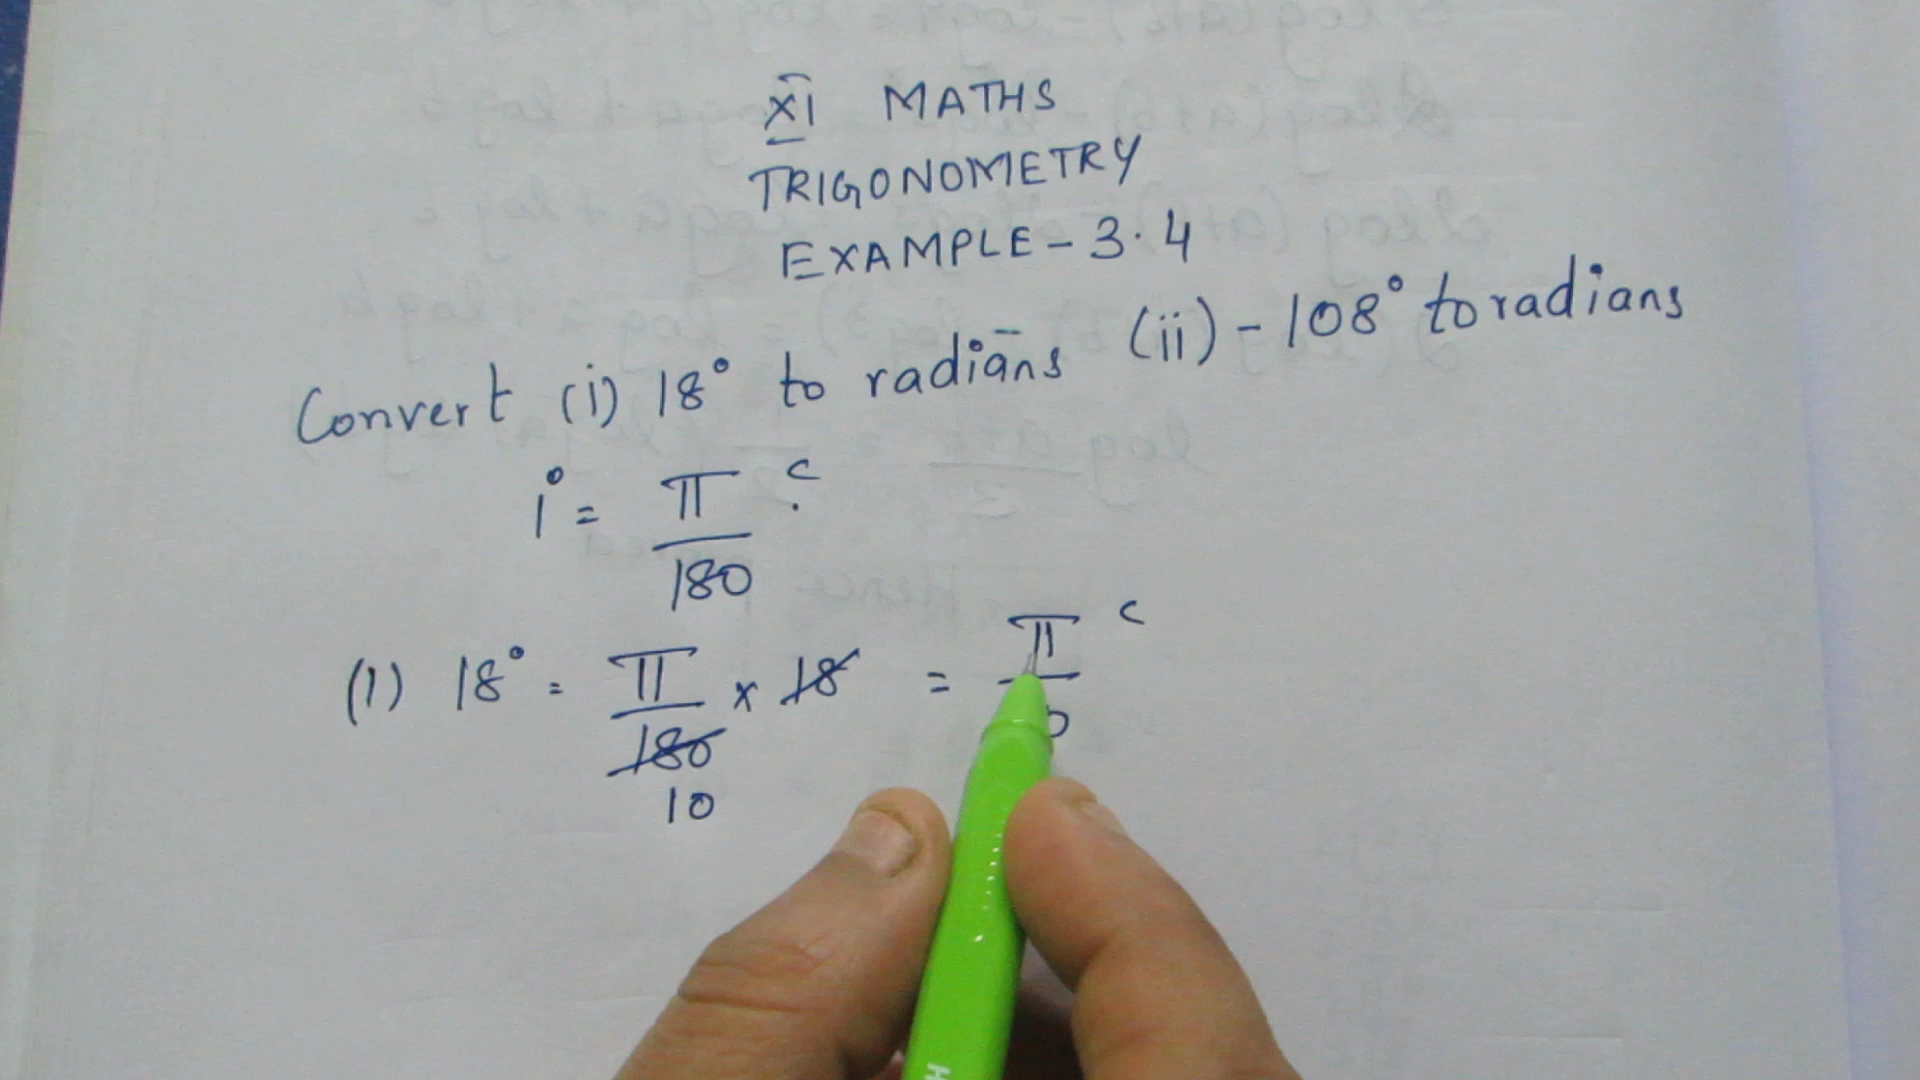 XI MATHS
TRIGONOMETRY
EXAMPLE - 3.4
Convert (i) 18° to radians (ii) - 108° to radians
1° = π/180 ᶜ.
(1) 18° = π/180 × 18 = π/ ᶜ
10